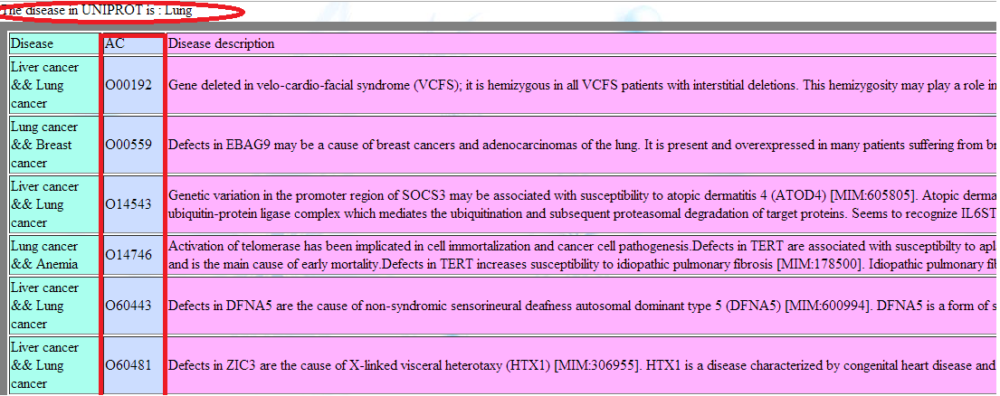 The disease in UNIPROT is : Lung
Disease AC Disease description
Liver cancer
&& Lung
cancer
O00192
Gene deleted in velo-cardio-facial syndrome (VCFS); it is hemizygous in all VCFS patients with interstitial deletions. This hemizygosity may play a role in
Lung cancer
&& Breast
cancer
O00559
Defects in EBAG9 may be a cause of breast cancers and adenocarcinomas of the lung. It is present and overexpressed in many patients suffering from br
Liver cancer
&& Lung
cancer
O14543
Genetic variation in the promoter region of SOCS3 may be associated with susceptibility to atopic dermatitis 4 (ATOD4) [MIM:605805]. Atopic derma
ubiquitin-protein ligase complex which mediates the ubiquitination and subsequent proteasomal degradation of target proteins. Seems to recognize IL6ST
Lung cancer
&& Anemia
O14746
Activation of telomerase has been implicated in cell immortalization and cancer cell pathogenesis.Defects in TERT are associated with susceptibilty to apl
and is the main cause of early mortality.Defects in TERT increases susceptibility to idiopathic pulmonary fibrosis [MIM:178500]. Idiopathic pulmonary fib
Liver cancer
&& Lung
cancer
O60443
Defects in DFNA5 are the cause of non-syndromic sensorineural deafness autosomal dominant type 5 (DFNA5) [MIM:600994]. DFNA5 is a form of s
Liver cancer
&& Lung
cancer
O60481
Defects in ZIC3 are the cause of X-linked visceral heterotaxy (HTX1) [MIM:306955]. HTX1 is a disease characterized by congenital heart disease and